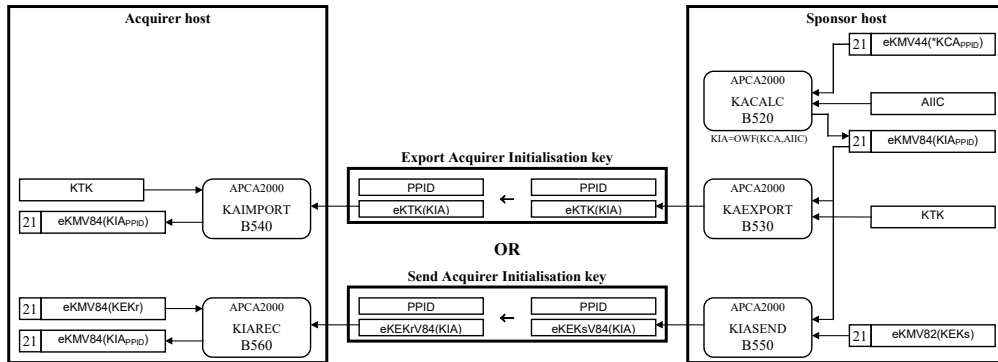 Acquirer host
Sponsor host
21 eKMV44(*KCAPPID)
APCA2000
KACALC
B520
AIIC
KIA=OWF(KCA,AIIC)
21 eKMV84(KIAPPID)
Export Acquirer Initialisation key
KTK
APCA2000
KAIMPORT
B540
21 eKMV84(KIAPPID)
PPID ← PPID
eKTK(KIA) eKTK(KIA)
APCA2000
KAEXPORT
B530
KTK
OR
Send Acquirer Initialisation key
21 eKMV84(KEKr)
APCA2000
KIAREC
B560
21 eKMV84(KIAPPID)
PPID ← PPID
eKEKrV84(KIA) eKEKsV84(KIA)
APCA2000
KIASEND
B550
21 eKMV82(KEKs)